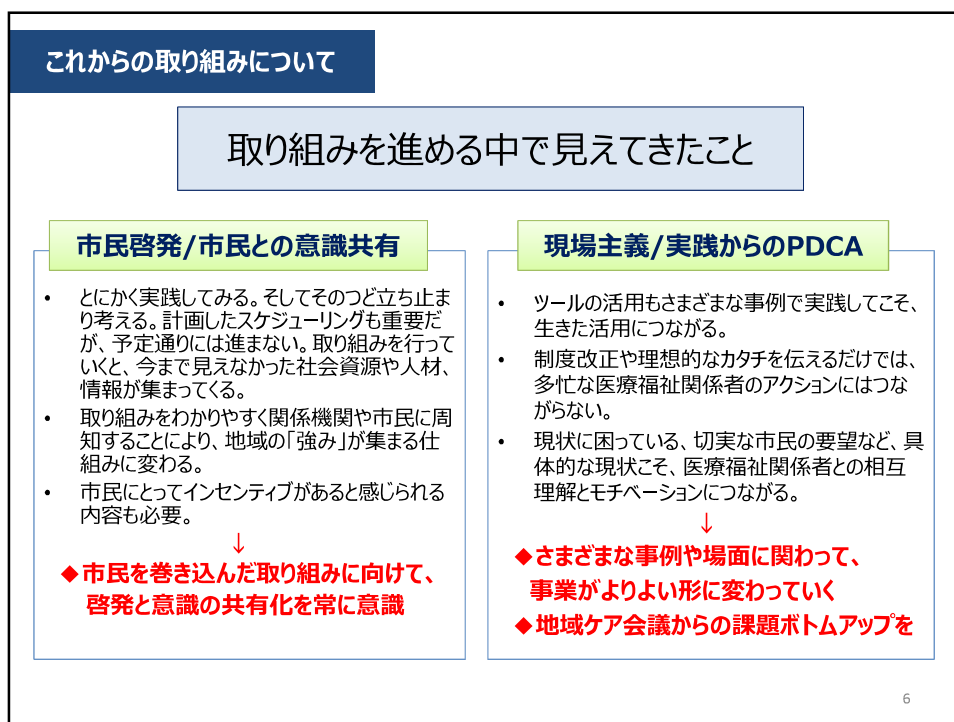 これからの取り組みについて
取り組みを進める中で見えてきたこと
市民啓発/市民との意識共有
• とにかく実践してみる。そしてそのつど立ち止ま
り考える。計画したスケジューリングも重要だ
が、予定通りには進まない。取り組みを行って
いくと、今まで見えなかった社会資源や人材、
情報が集まってくる。
• 取り組みをわかりやすく関係機関や市民に周
知することにより、地域の「強み」が集まる仕
組みに変わる。
• 市民にとってインセンティブがあると感じられる
内容も必要。
↓
◆市民を巻き込んだ取り組みに向けて、
啓発と意識の共有化を常に意識
現場主義/実践からのPDCA
• ツールの活用もさまざまな事例で実践してこそ、
生きた活用につながる。
• 制度改正や理想的なカタチを伝えるだけでは、
多忙な医療福祉関係者のアクションにはつな
がらない。
• 現状に困っている、切実な市民の要望など、具
体的な現状こそ、医療福祉関係者との相互
理解とモチベーションにつながる。
↓
◆さまざまな事例や場面に関わって、
事業がよりよい形に変わっていく
◆地域ケア会議からの課題ボトムアップを
6